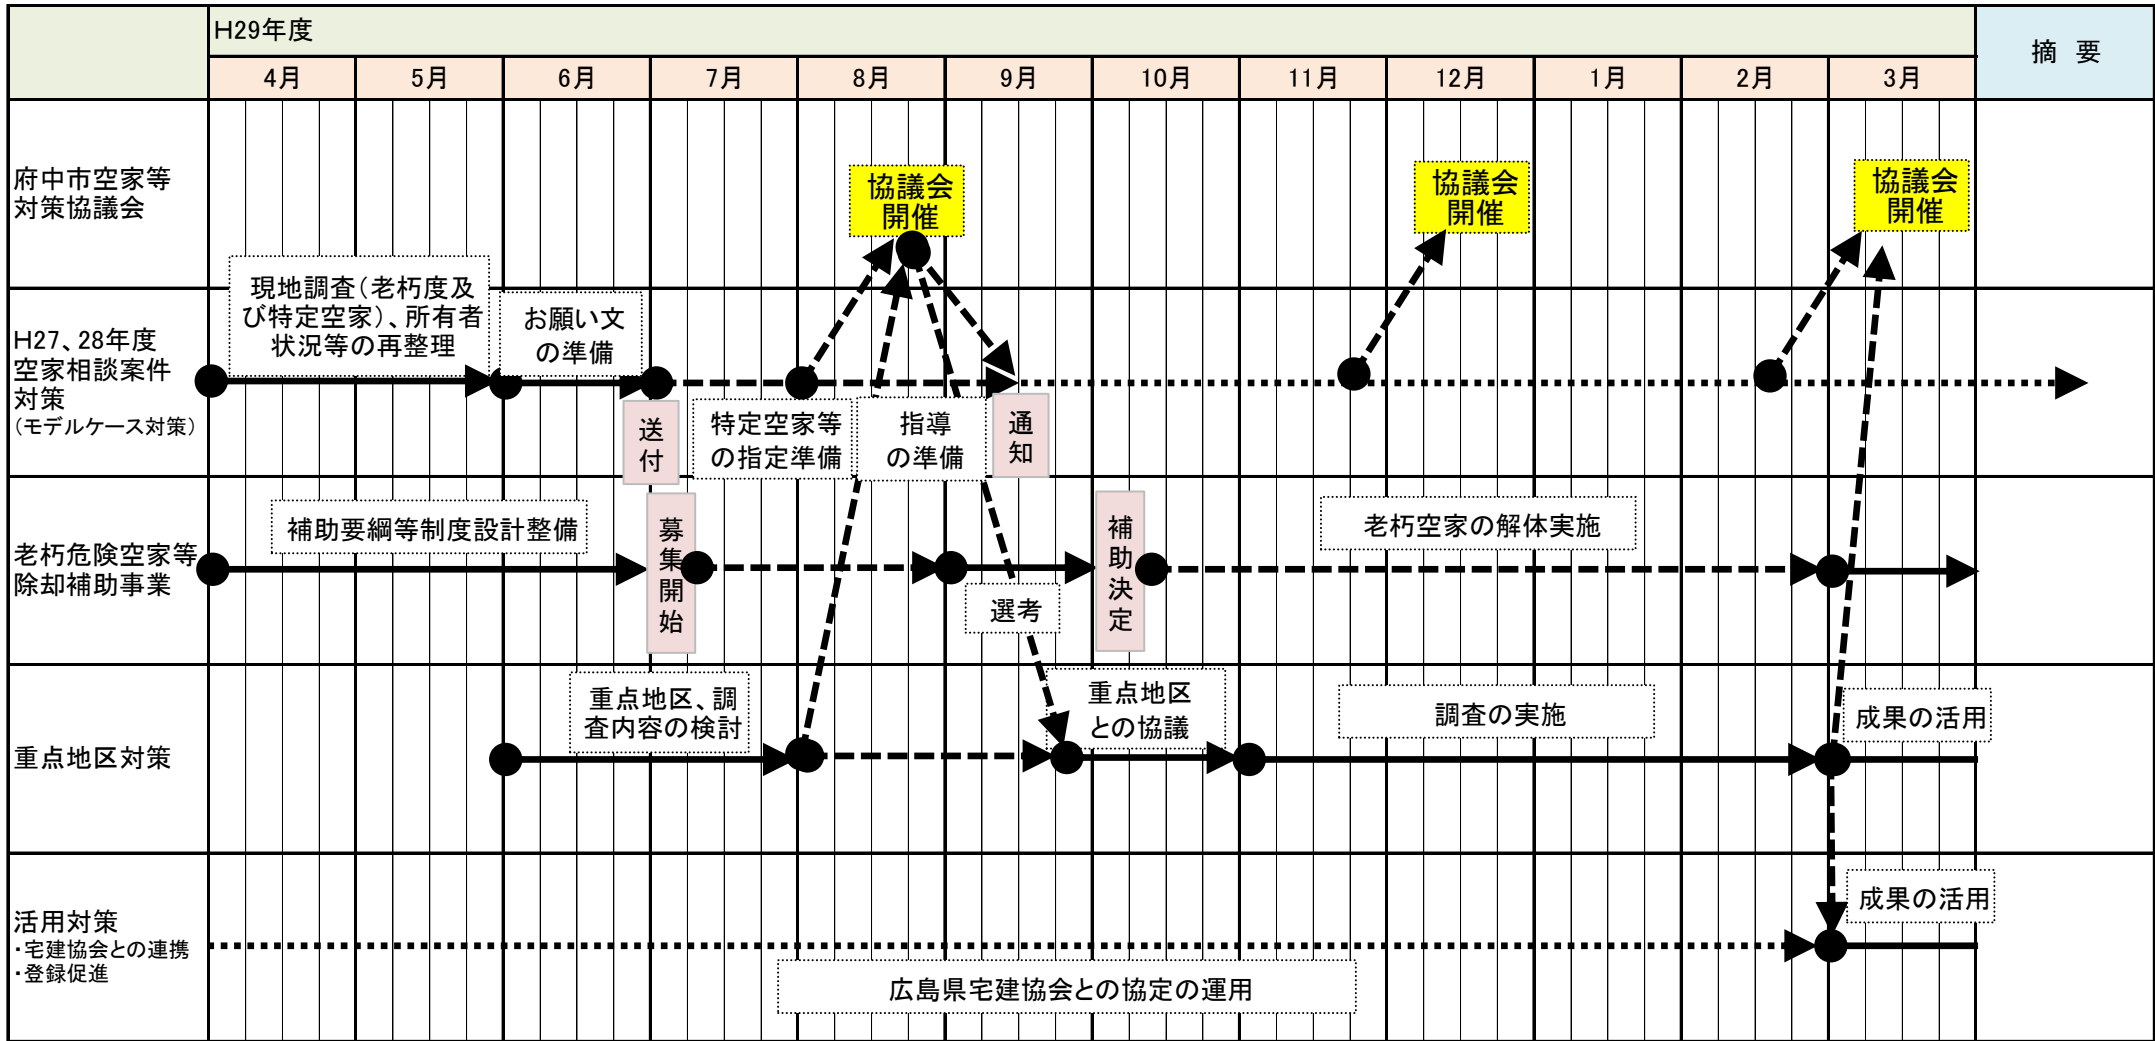 H29年度
摘 要
4月
5月
6月
7月
8月
9月
10月
11月
12月
1月
2月
3月
府中市空家等
対策協議会
協議会
開催
協議会
開催
協議会
開催
H27、28年度
空家相談案件
対策
(モデルケース対策)
現地調査(老朽度及
び特定空家)、所有者
状況等の再整理
お願い文
の準備
送付
特定空家等
の指定準備
指導
の準備
通知
老朽危険空家等
除却補助事業
補助要綱等制度設計整備
募集開始
選考
補助決定
老朽空家の解体実施
重点地区対策
重点地区、調
査内容の検討
重点地区
との協議
調査の実施
成果の活用
活用対策
・宅建協会との連携
・登録促進
広島県宅建協会との協定の運用
成果の活用